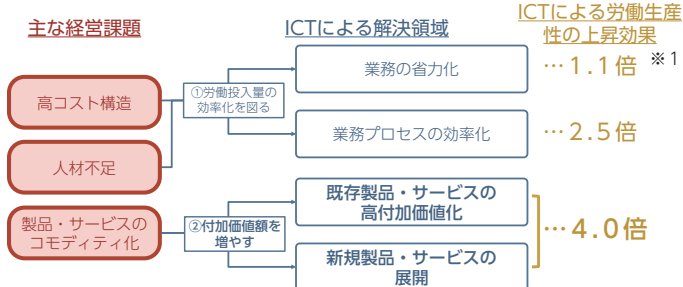 主な経営課題
ICTによる解決領域
ICTによる労働生産
性の上昇効果
高コスト構造
人材不足
製品・サービスの
コモディティ化
①労働投入量の
効率化を図る
②付加価値額を
増やす
業務の省力化
…1.1倍 ※1
業務プロセスの効率化
…2.5倍
既存製品・サービスの
高付加価値化
新規製品・サービスの
展開
…4.0倍